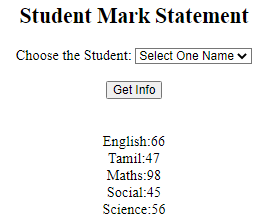 Student Mark Statement
Choose the Student: Select One Name
Get Info
English:66
Tamil:47
Maths:98
Social:45
Science:56